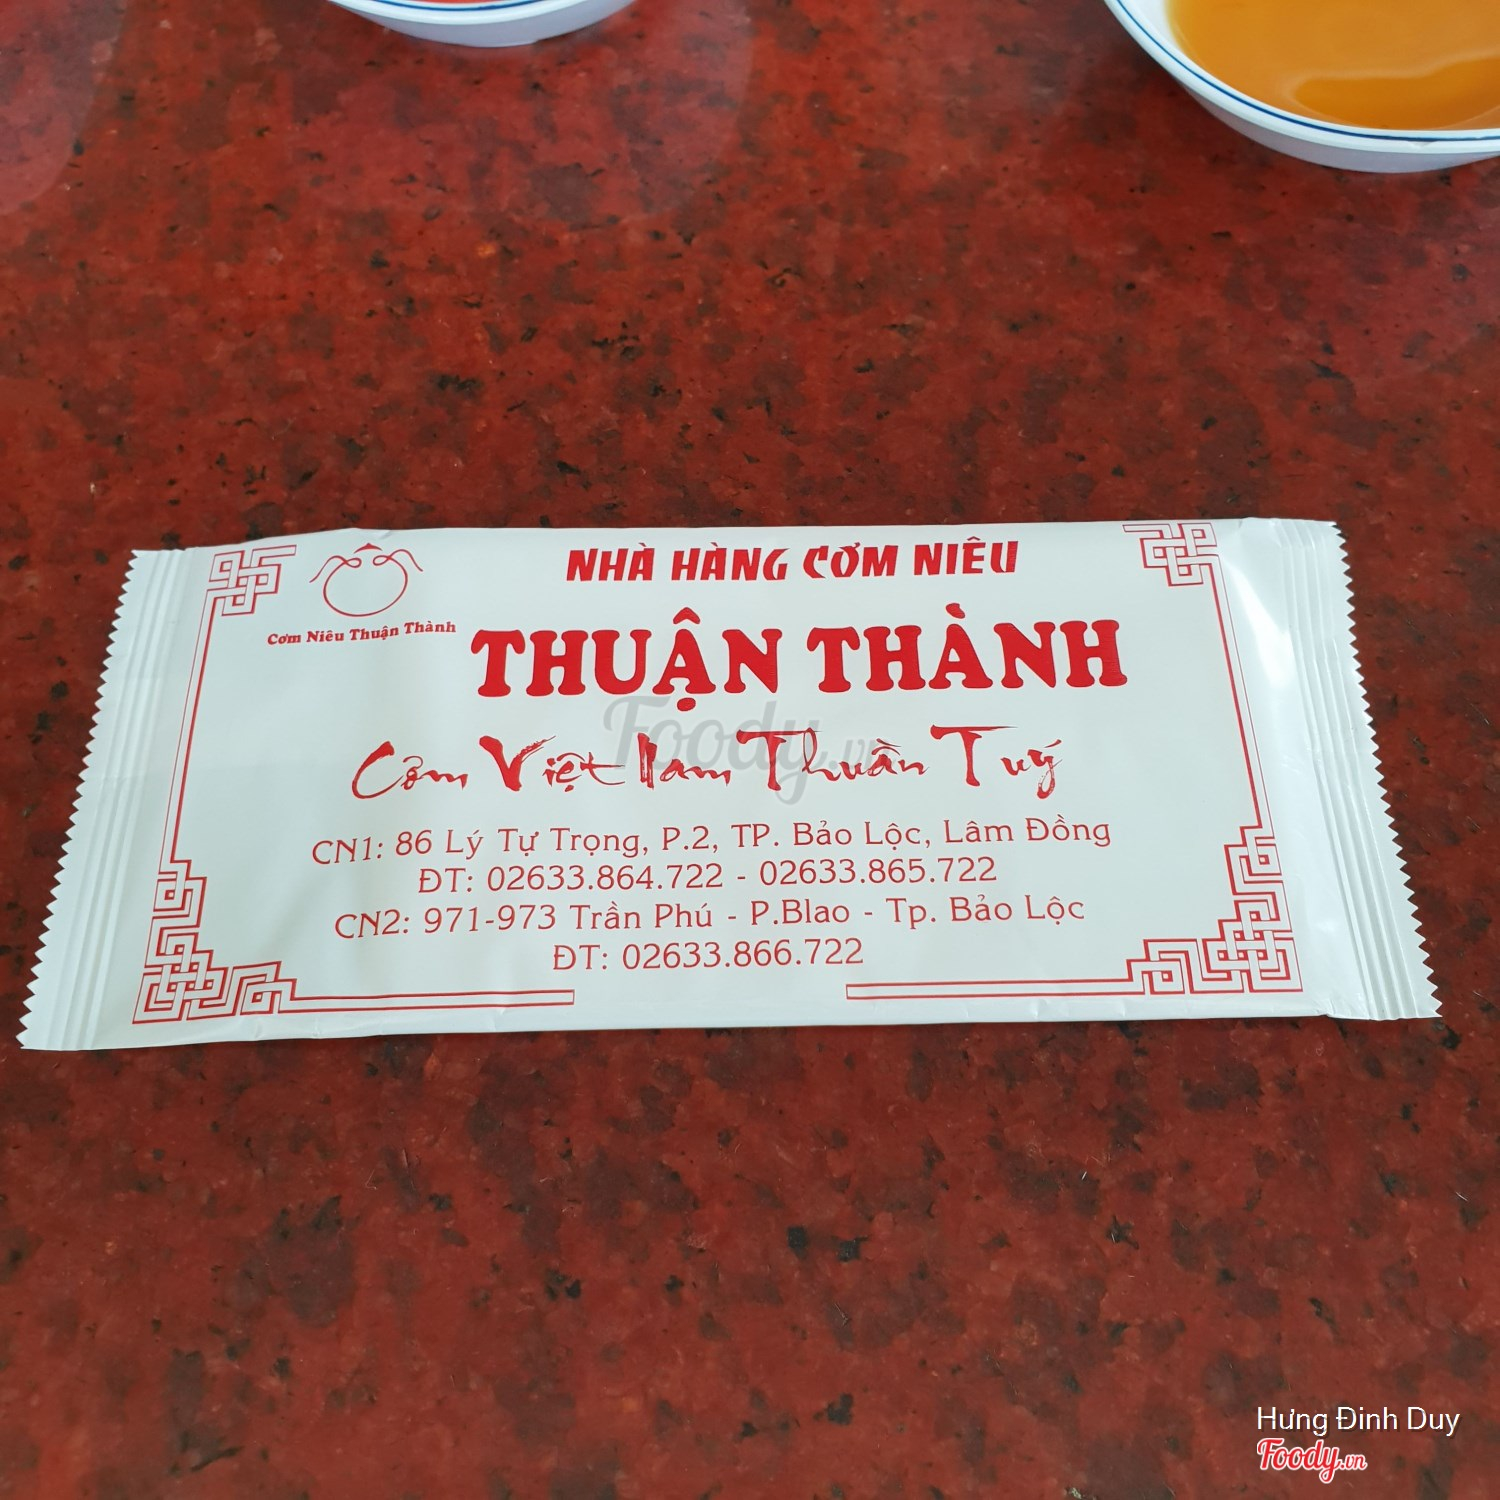 NHÀ HÀNG CƠM NIÊU
Cơm Niêu Thuận Thành
THUẬN THÀNH
Foody.vn
Cơm Việt Nam Thuần Tuý
CN1: 86 Lý Tự Trọng, P.2, TP. Bảo Lộc, Lâm Đồng
ĐT: 02633.864.722 - 02633.865.722
CN2: 971-973 Trần Phú - P.Blao - Tp. Bảo Lộc
ĐT: 02633.866.722
Hưng Đinh Duy
Foody.vn